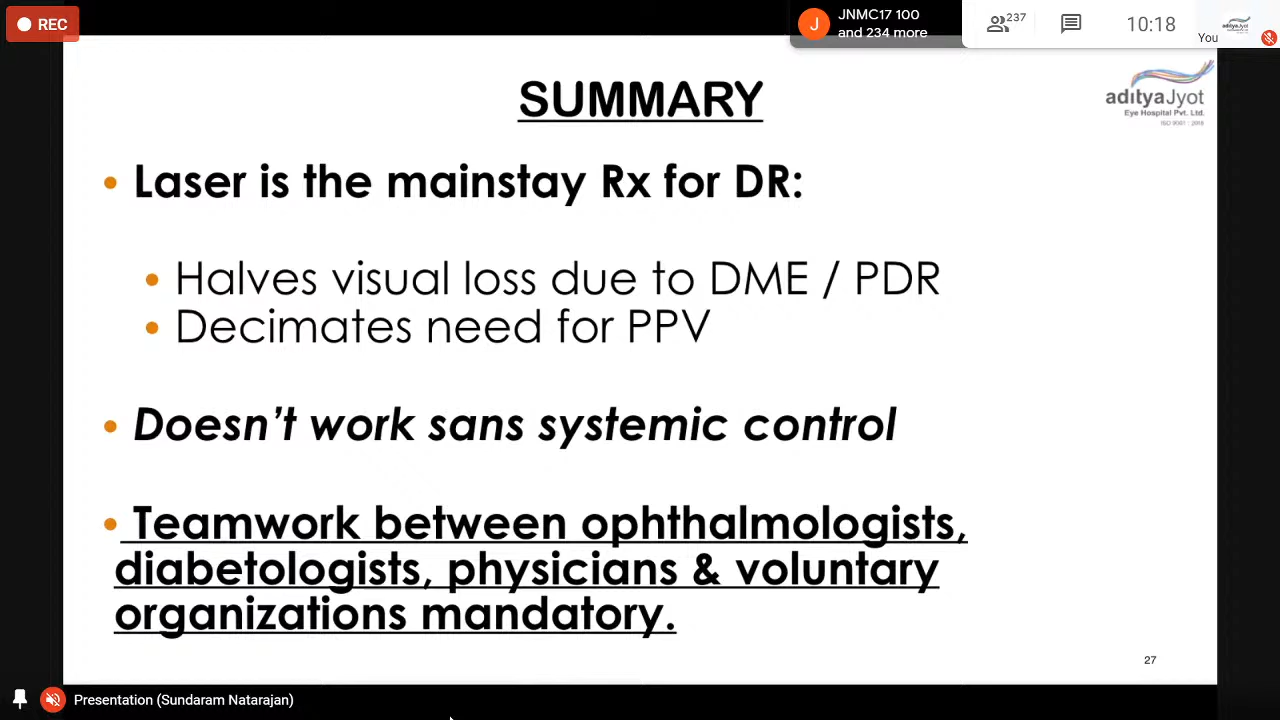 REC
J
JNMC17 100
and 234 more
237
10:18
You
SUMMARY
adityaJyot
Eye Hospital Pvt. Ltd.
ISO 9001 : 2015
• Laser is the mainstay Rx for DR:
• Halves visual loss due to DME / PDR
• Decimates need for PPV
• Doesn’t work sans systemic control
• Teamwork between ophthalmologists,
diabetologists, physicians & voluntary
organizations mandatory.
27
Presentation (Sundaram Natarajan)